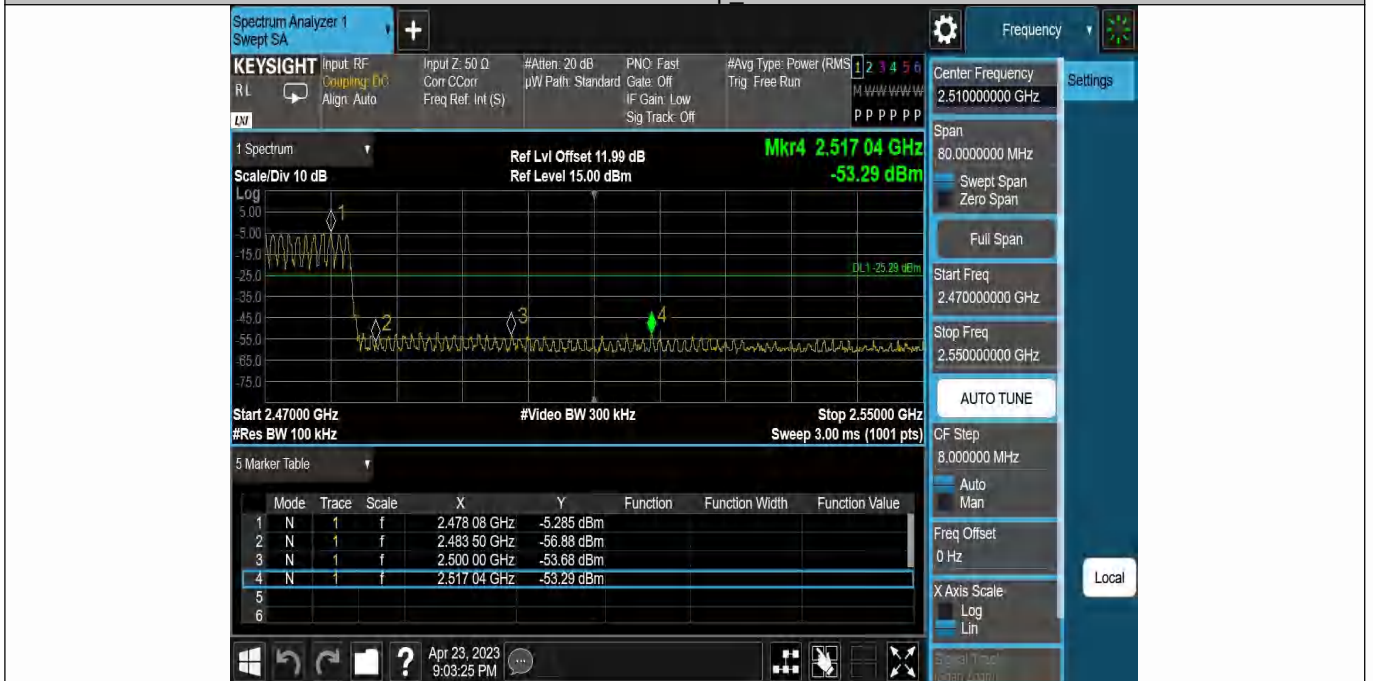 Spectrum Analyzer 1
Swept SA
+
Frequency
KEYSIGHT
RL
LXI
Input: RF
Coupling: DC
Align: Auto
Input Z: 50 Ω
Corr CCorr
Freq Ref: Int (S)
#Atten: 20 dB
µW Path: Standard
PNO: Fast
Gate: Off
IF Gain: Low
Sig Track: Off
#Avg Type: Power (RMS
Trig: Free Run
1 2 3 4 5 6
M W W W W W
P P P P P P
Center Frequency
2.510000000 GHz
Settings
1 Spectrum
Scale/Div 10 dB
Ref Lvl Offset 11.99 dB
Ref Level 15.00 dBm
Mkr4 2.517 04 GHz
-53.29 dBm
Log
5.00
-5.00
-15.0
-25.0
-35.0
-45.0
-55.0
-65.0
-75.0
1
2
3
4
DL1 -25.29 dBm
Start 2.47000 GHz
#Res BW 100 kHz
#Video BW 300 kHz
Stop 2.55000 GHz
Sweep 3.00 ms (1001 pts)
Span
80.0000000 MHz
Swept Span
Zero Span
Full Span
Start Freq
2.470000000 GHz
Stop Freq
2.550000000 GHz
AUTO TUNE
CF Step
8.000000 MHz
Auto
Man
Freq Offset
0 Hz
X Axis Scale
Log
Lin
Local
5 Marker Table
Mode Trace Scale X Y Function Function Width Function Value
1 N 1 f 2.478 08 GHz -5.285 dBm
2 N 1 f 2.483 50 GHz -56.88 dBm
3 N 1 f 2.500 00 GHz -53.68 dBm
4 N 1 f 2.517 04 GHz -53.29 dBm
5
6
?
Apr 23, 2023
9:03:25 PM